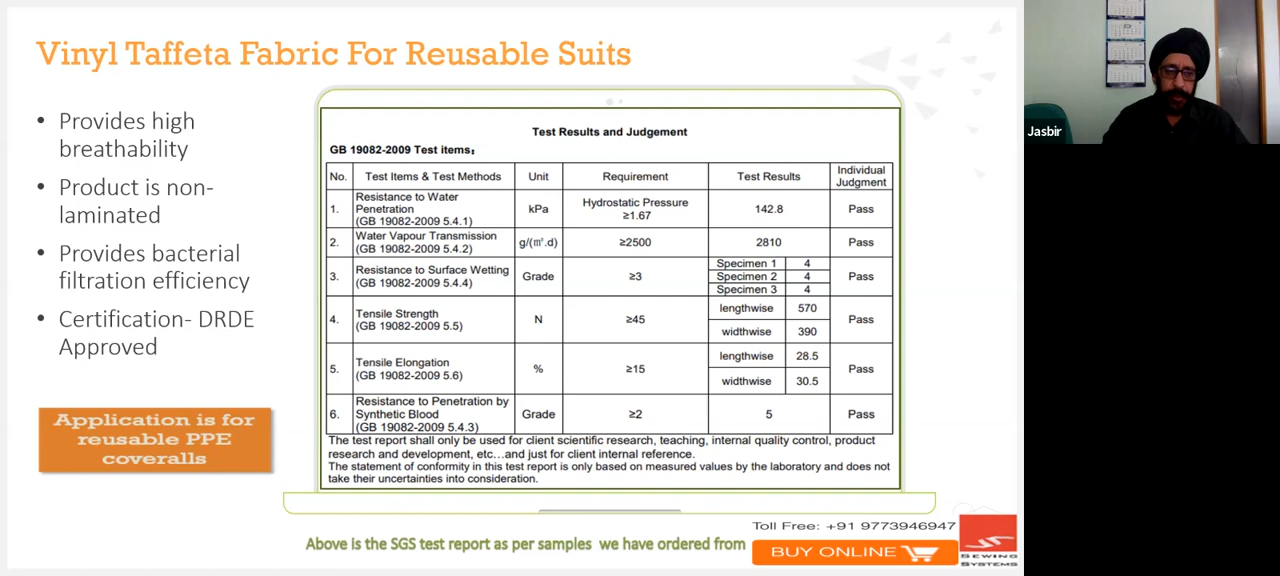 Vinyl Taffeta Fabric For Reusable Suits
• Provides high
breathability
• Product is non-
laminated
• Provides bacterial
filtration efficiency
• Certification- DRDE
Approved
Application is for
reusable PPE
coveralls
Test Results and Judgement
GB 19082-2009 Test items:
No. Test Items & Test Methods Unit Requirement Test Results Individual Judgment
1. Resistance to Water Penetration (GB 19082-2009 5.4.1) kPa Hydrostatic Pressure ≥1.67 142.8 Pass
2. Water Vapour Transmission (GB 19082-2009 5.4.2) g/(㎡.d) ≥2500 2810 Pass
3. Resistance to Surface Wetting (GB 19082-2009 5.4.4) Grade ≥3 Specimen 1 4 Specimen 2 4 Specimen 3 4 Pass
4. Tensile Strength (GB 19082-2009 5.5) N ≥45 lengthwise 570 widthwise 390 Pass
5. Tensile Elongation (GB 19082-2009 5.6) % ≥15 lengthwise 28.5 widthwise 30.5 Pass
6. Resistance to Penetration by Synthetic Blood (GB 19082-2009 5.4.3) Grade ≥2 5 Pass
The test report shall only be used for client scientific research, teaching, internal quality control, product
research and development, etc...and just for client internal reference.
The statement of conformity in this test report is only based on measured values by the laboratory and does not
take their uncertainties into consideration.
Above is the SGS test report as per samples we have ordered from
Toll Free: +91 9773946947
BUY ONLINE
SEWING
SYSTEMS
Jasbir